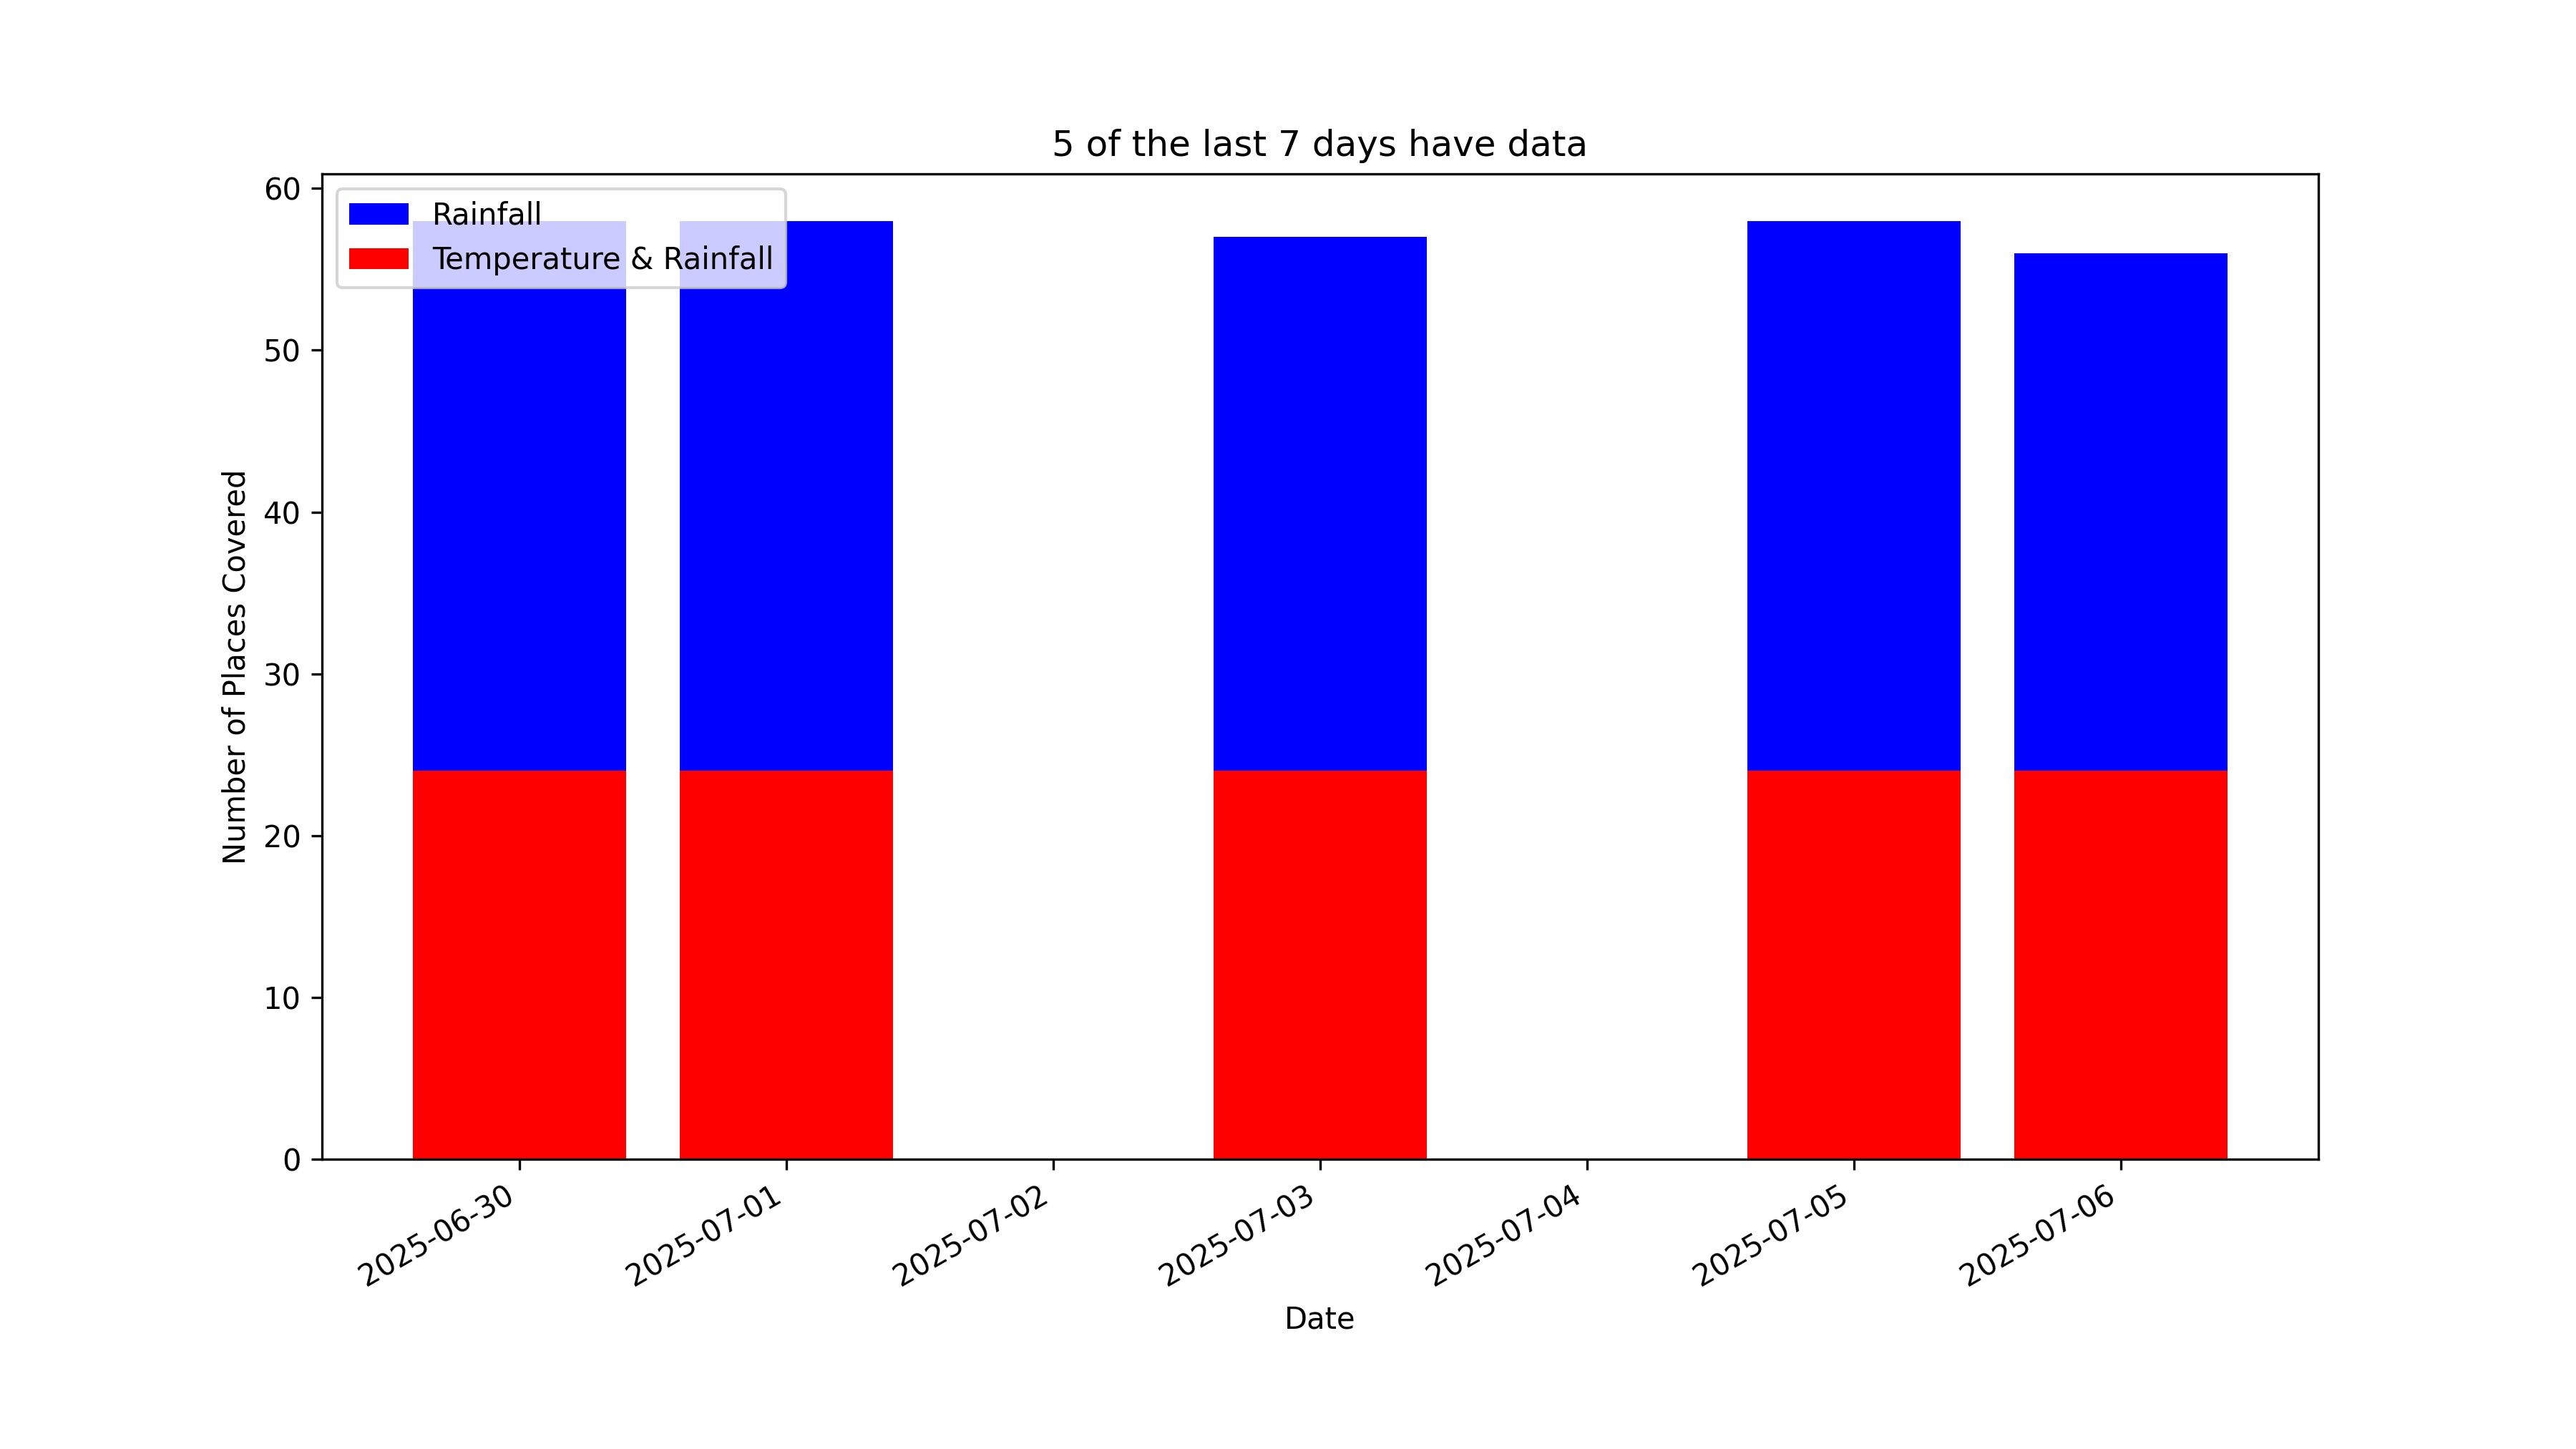 5 of the last 7 days have data
Rainfall
Temperature & Rainfall
Number of Places Covered
60
50
40
30
20
10
0
2025-06-30
2025-07-01
2025-07-02
2025-07-03
2025-07-04
2025-07-05
2025-07-06
Date